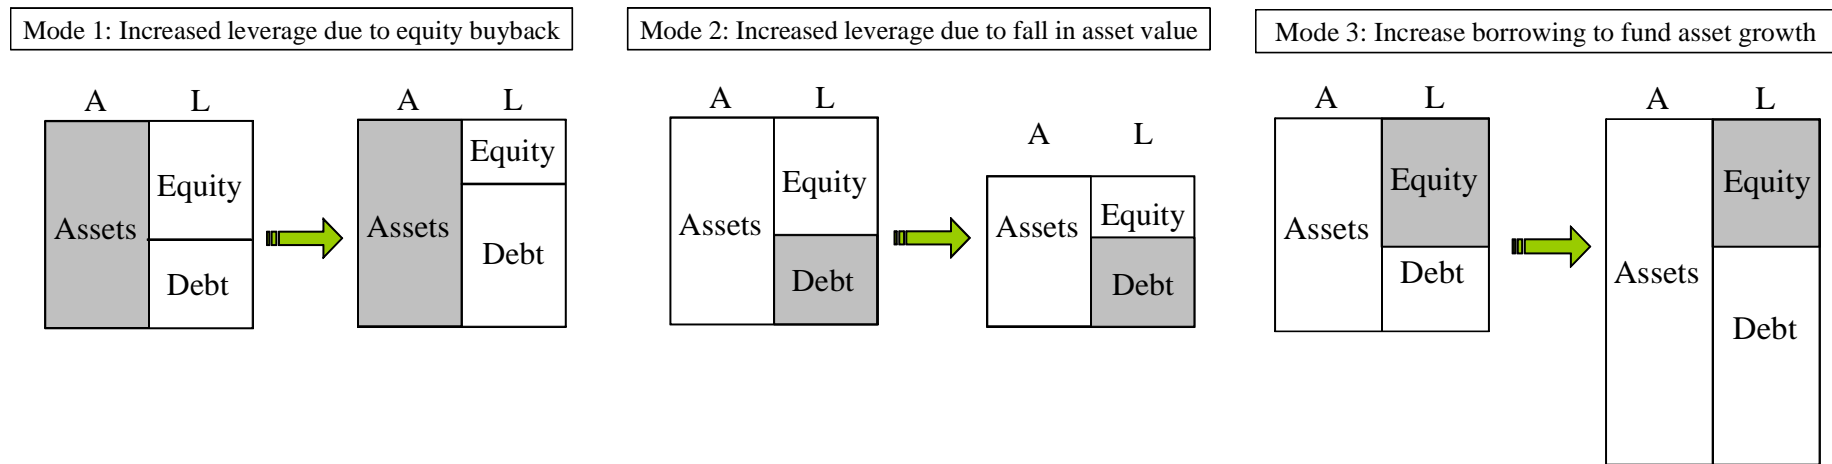 Mode 1: Increased leverage due to equity buyback
A L
Assets
Equity
Debt
A L
Assets
Equity
Debt
Mode 2: Increased leverage due to fall in asset value
A L
Assets
Equity
Debt
A L
Assets
Equity
Debt
Mode 3: Increase borrowing to fund asset growth
A L
Assets
Equity
Debt
A L
Assets
Equity
Debt